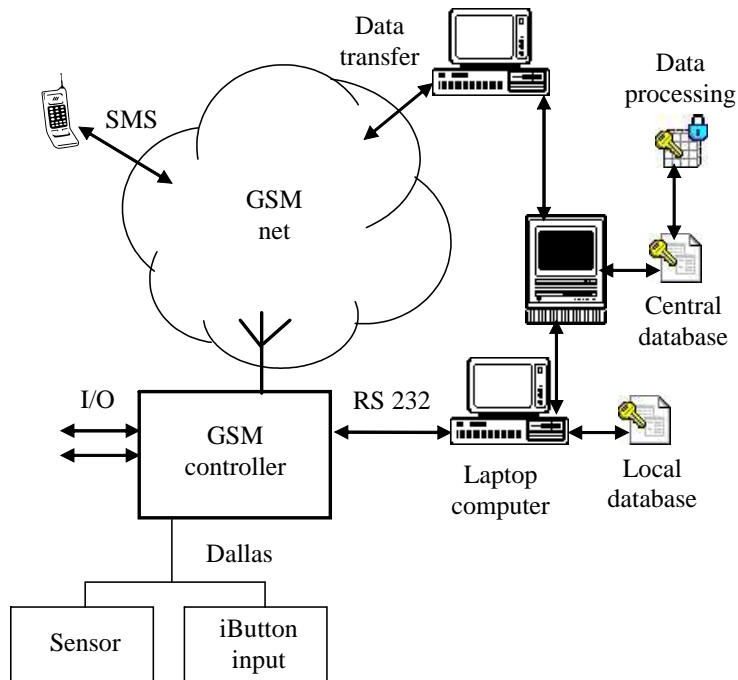 Data
transfer
Data
processing
SMS
GSM
net
Central
database
I/O
RS 232
GSM
controller
Laptop
computer
Local
database
Dallas
Sensor
iButton
input